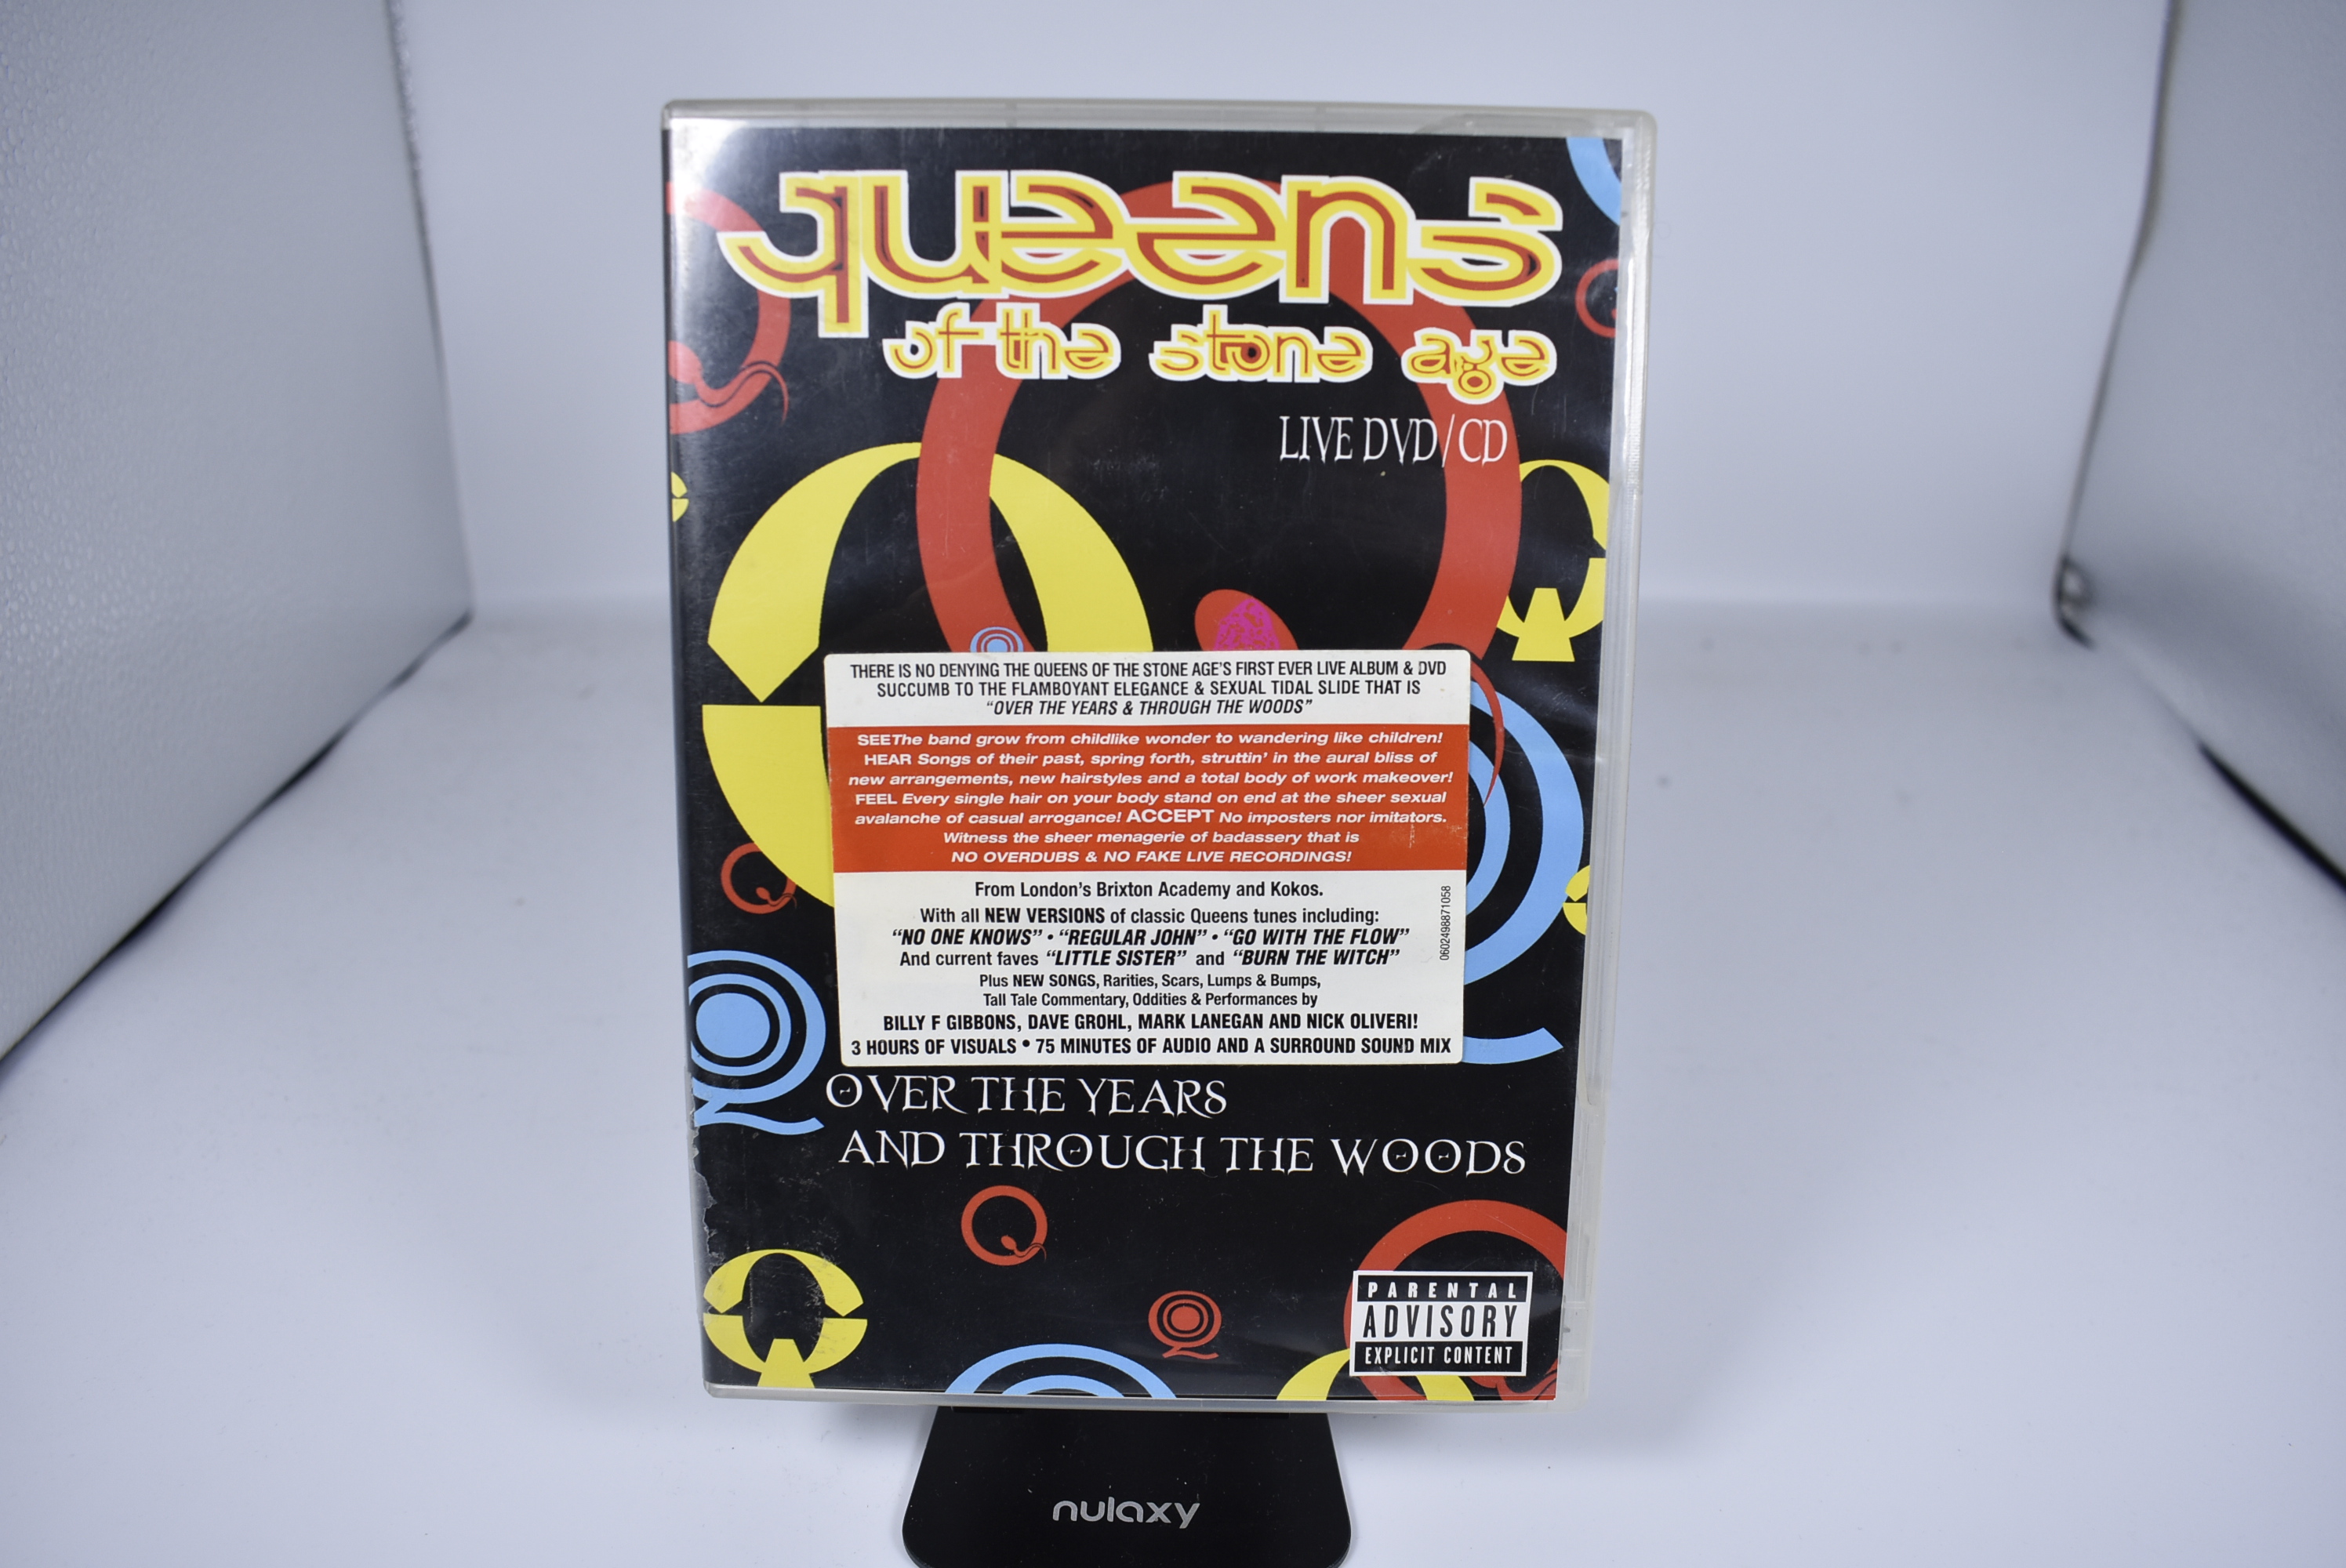 queens
of the stone age
LIVE DVD/CD
THERE IS NO DENYING THE QUEENS OF THE STONE AGE'S FIRST EVER LIVE ALBUM & DVD
SUCCUMB TO THE FLAMBOYANT ELEGANCE & SEXUAL TIDAL SLIDE THAT IS
"OVER THE YEARS & THROUGH THE WOODS"
SEE The band grow from childlike wonder to wandering like children!
HEAR Songs of their past, spring forth, struttin' in the aural bliss of
new arrangements, new hairstyles and a total body of work makeover!
FEEL Every single hair on your body stand on end at the sheer sexual
avalanche of casual arrogance! ACCEPT No imposters nor imitators.
Witness the sheer menagerie of badassery that is
NO OVERDUBS & NO FAKE LIVE RECORDINGS!
From London's Brixton Academy and Kokos.
With all NEW VERSIONS of classic Queens tunes including:
"NO ONE KNOWS" • "REGULAR JOHN" • "GO WITH THE FLOW"
And current faves "LITTLE SISTER" and "BURN THE WITCH"
Plus NEW SONGS, Rarities, Scars, Lumps & Bumps,
Tall Tale Commentary, Oddities & Performances by
BILLY F GIBBONS, DAVE GROHL, MARK LANEGAN AND NICK OLIVERI!
3 HOURS OF VISUALS • 75 MINUTES OF AUDIO AND A SURROUND SOUND MIX
0602498871058
OVER THE YEARS
AND THROUGH THE WOODS
PARENTAL
ADVISORY
EXPLICIT CONTENT
nulaxy